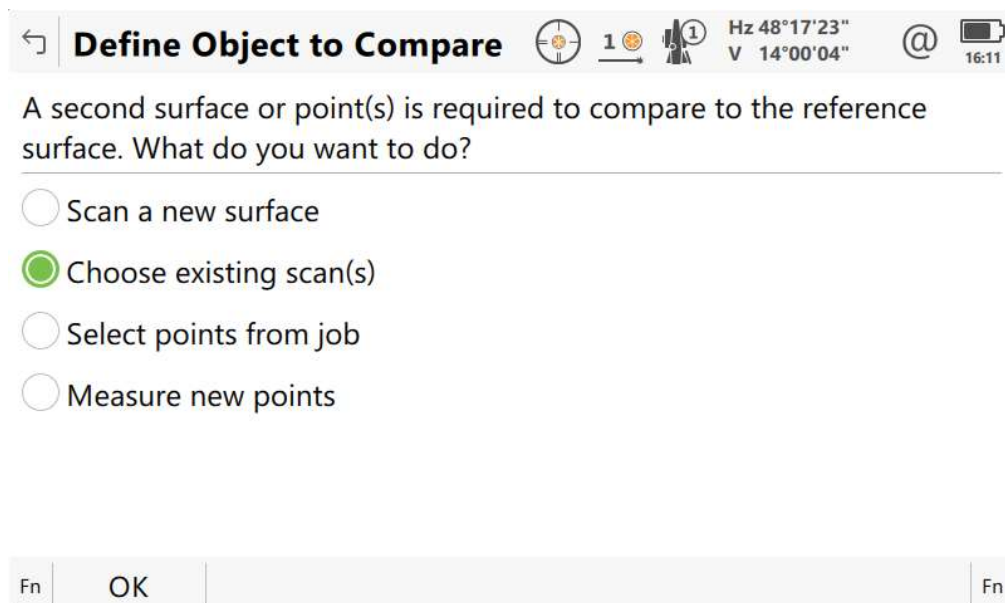 Define Object to Compare
1
1
Hz 48°17'23"
V 14°00'04"
@
16:11
A second surface or point(s) is required to compare to the reference
surface. What do you want to do?
Scan a new surface
Choose existing scan(s)
Select points from job
Measure new points
Fn OK Fn